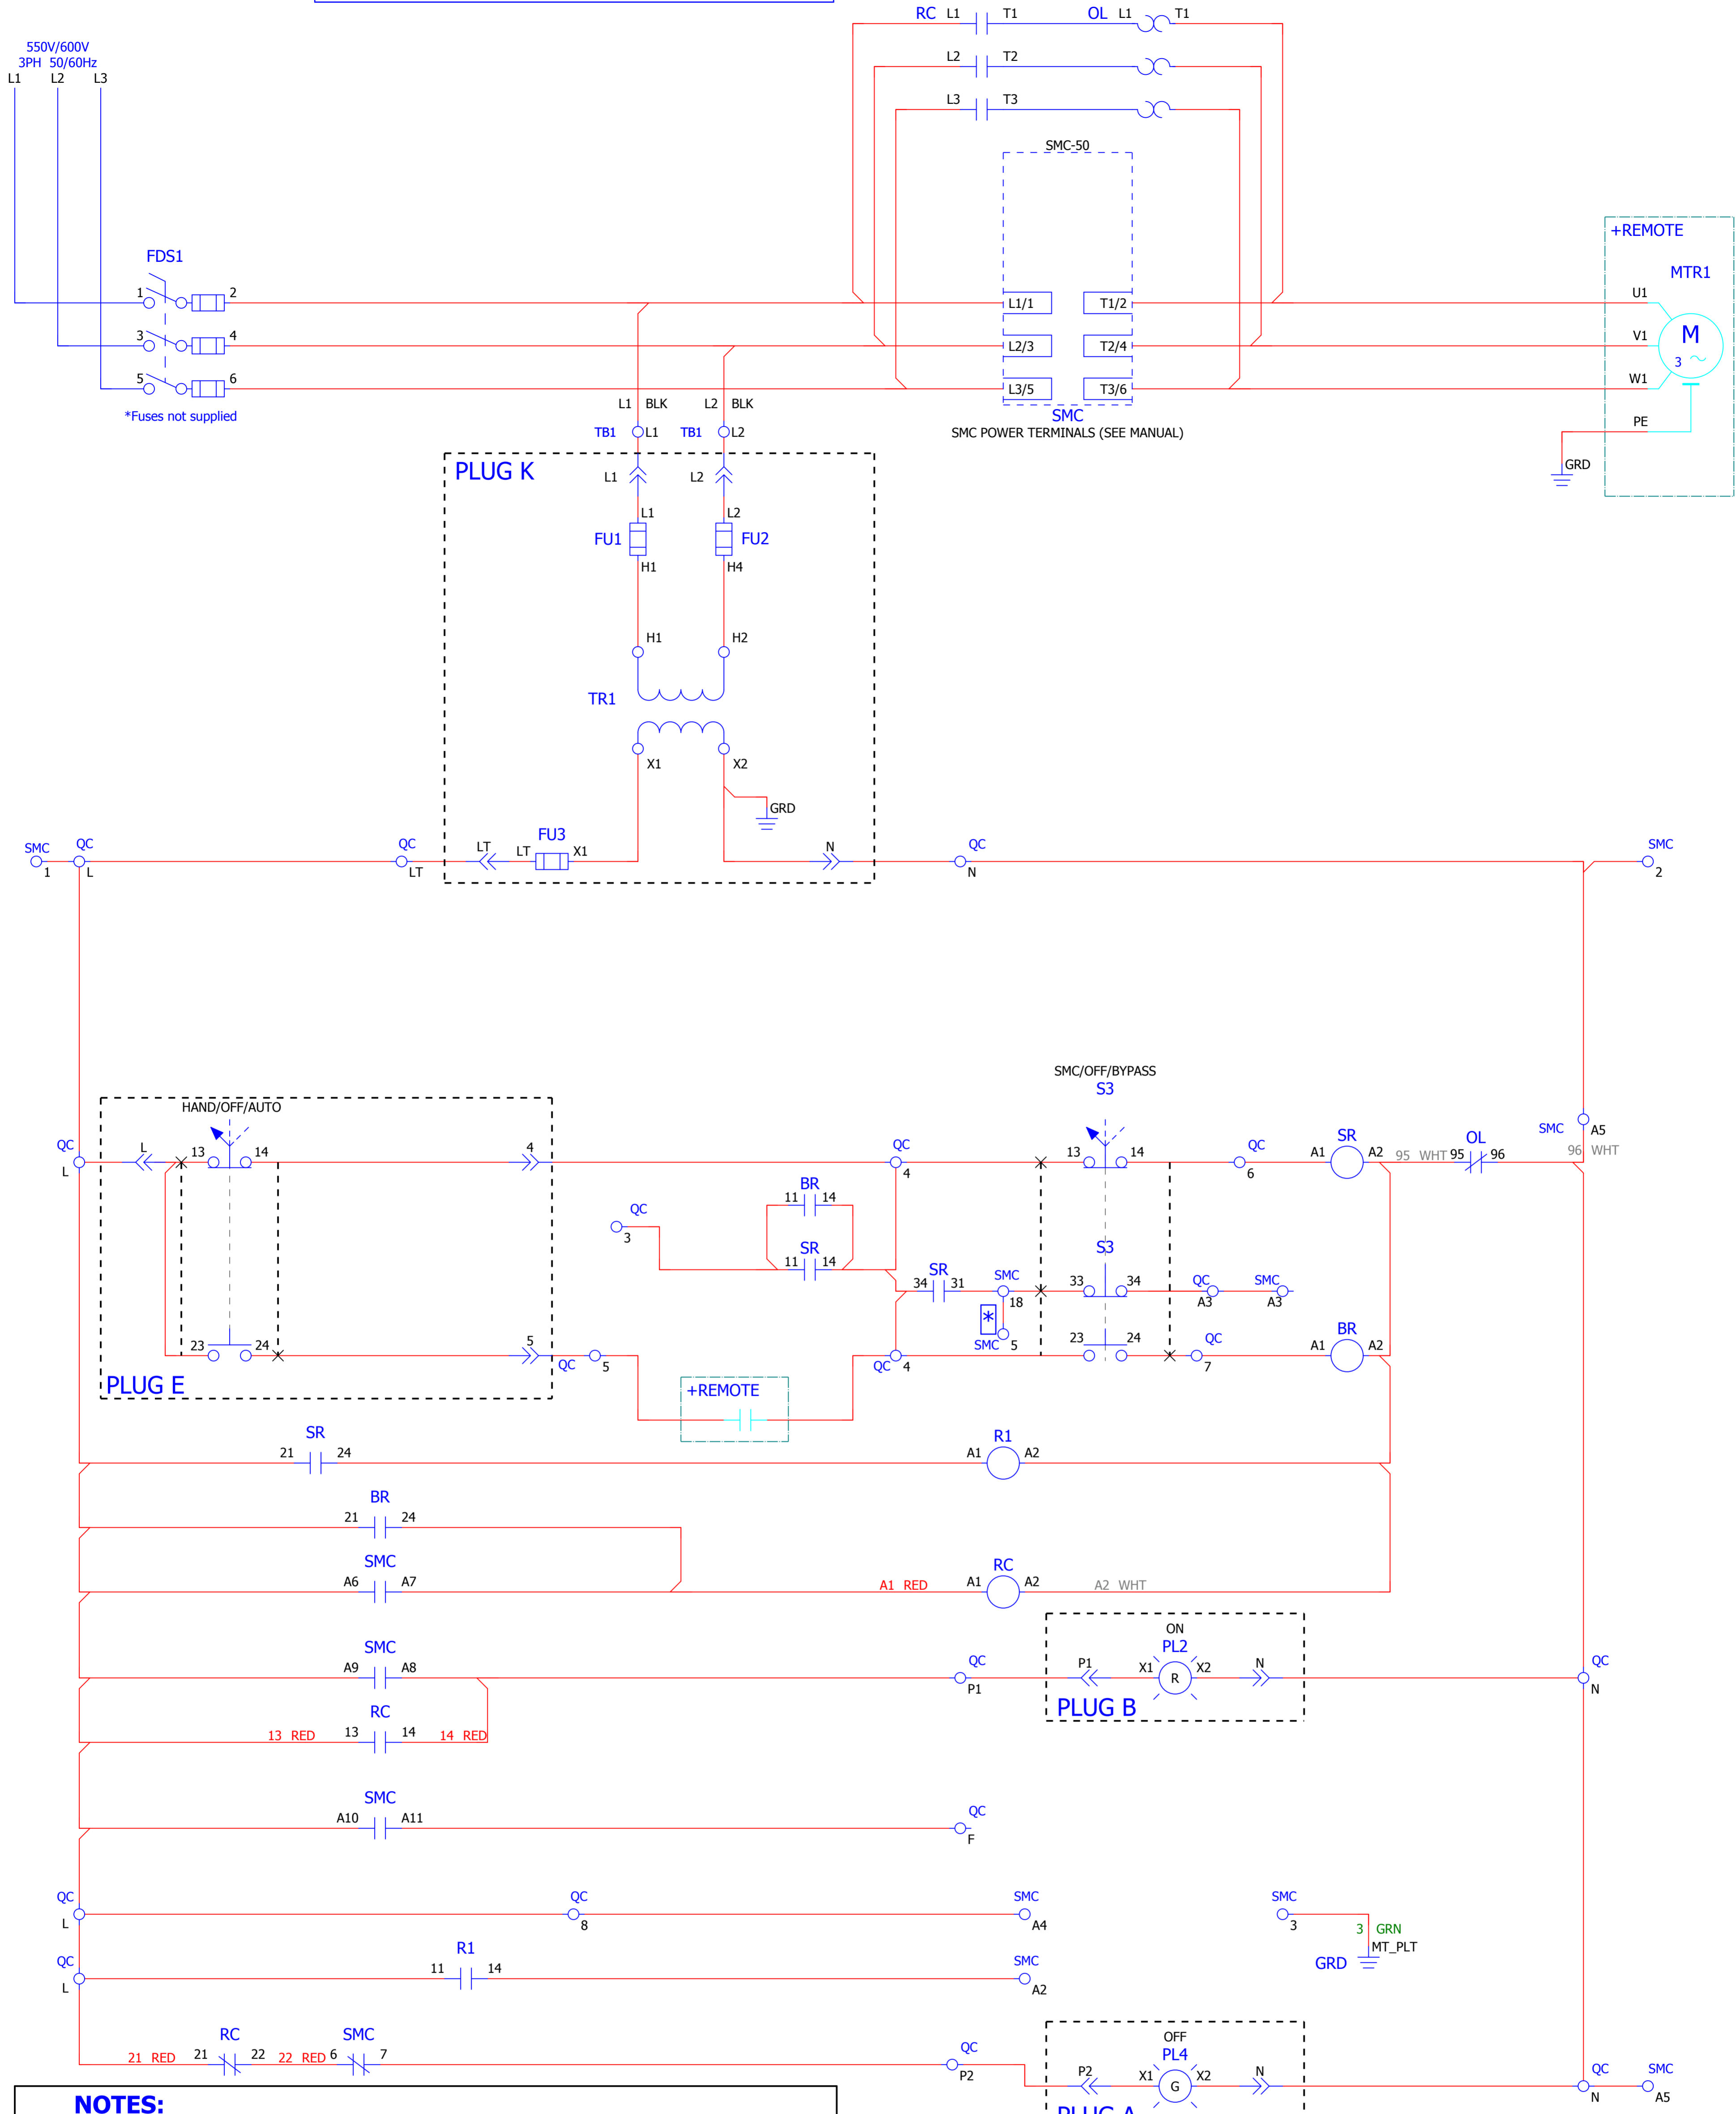 RC L1 T1 OL L1 T1
550V/600V
3PH 50/60Hz
L1 L2 L3
L2 T2
L3 T3
SMC-50
+REMOTE
MTR1
FDS1
1 2 L1/1 T1/2 U1
3 4 L2/3 T2/4 V1
M
3
5 6 L3/5 T3/6 W1
*Fuses not supplied
L1 BLK L2 BLK
SMC
SMC POWER TERMINALS (SEE MANUAL)
PE
GRD
TB1 L1 TB1 L2
PLUG K
L1 L2
L1 L2
FU1 FU2
H1 H4
H1 H2
TR1
X1 X2
GRD
FU3
SMC QC QC LT LT X1 N QC SMC
1 L LT N 2
SMC/OFF/BYPASS
S3
HAND/OFF/AUTO
SMC A5
QC L 13 14 4 QC 13 14 QC SR A1 A2 95 WHT OL 95 96 96 WHT
L 4 6
BR
11 14
QC
3
SR
11 14
S3
SR
34 31 SMC 33 34 QC SMC
18 A3 A3
*
SMC 5
23 24 5 QC 5 QC 4 23 24 QC 7 BR A1 A2
PLUG E
+REMOTE
SR
21 24
R1
A1 A2
BR
21 24
SMC
A6 A7
RC
A1 RED A1 A2 A2 WHT
ON
PL2
SMC
A9 A8 QC P1 X1 R X2 N QC
P1 N
PLUG B
RC
13 RED 13 14 14 RED
SMC
A10 A11 QC
F
QC QC SMC SMC
L 8 A4 3
3 GRN
MT_PLT
GRD
QC R1 SMC
L 11 14 A2
OFF
PL4
RC SMC
21 RED 21 22 22 RED 6 7 QC
P2
P2 X1 G X2 N QC SMC
N A5
NOTES:
PLUG A